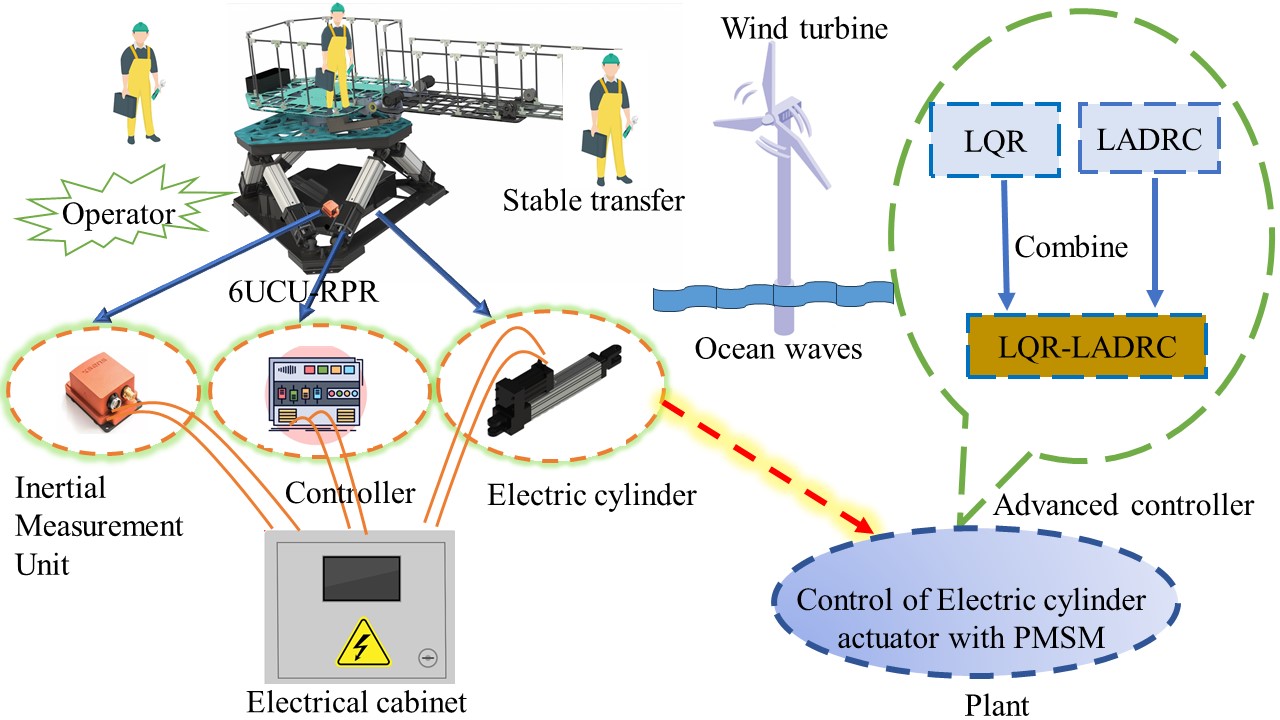 Wind turbine
LQR
LADRC
Operator
Stable transfer
Combine
6UCU-RPR
Ocean waves
LQR-LADRC
Inertial
Measurement
Unit
Controller
Electric cylinder
Advanced controller
Control of Electric cylinder
actuator with PMSM
Electrical cabinet
Plant